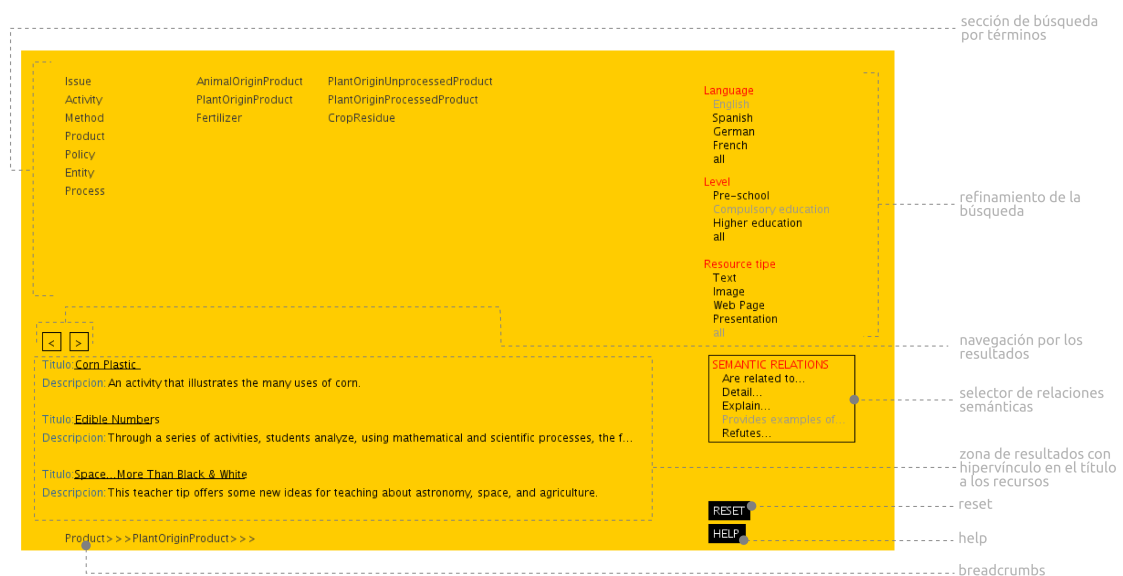 sección de búsqueda
por términos
Issue AnimalOriginProduct PlantOriginUnprocessedProduct
Activity PlantOriginProduct PlantOriginProcessedProduct
Method Fertilizer CropResidue
Product
Policy
Entity
Process
Language
English
Spanish
German
French
all
Level
Pre-school
Compulsory education
Higher education
all
refinamiento de la
búsqueda
Resource tipe
Text
Image
Web Page
Presentation
all
< >
navegación por los
resultados
Titulo:Corn Plastic
Descripcion: An activity that illustrates the many uses of corn.
Titulo:Edible Numbers
Descripcion: Through a series of activities, students analyze, using mathematical and scientific processes, the f...
Titulo:Space...More Than Black & White
Descripcion: This teacher tip offers some new ideas for teaching about astronomy, space, and agriculture.
SEMANTIC RELATIONS
Are related to...
Detail...
Explain...
Provides examples of...
Refutes...
selector de relaciones
semánticas
zona de resultados con
hipervínculo en el título
a los recursos
RESET
reset
HELP
help
Product>>>PlantOriginProduct>>>
breadcrumbs